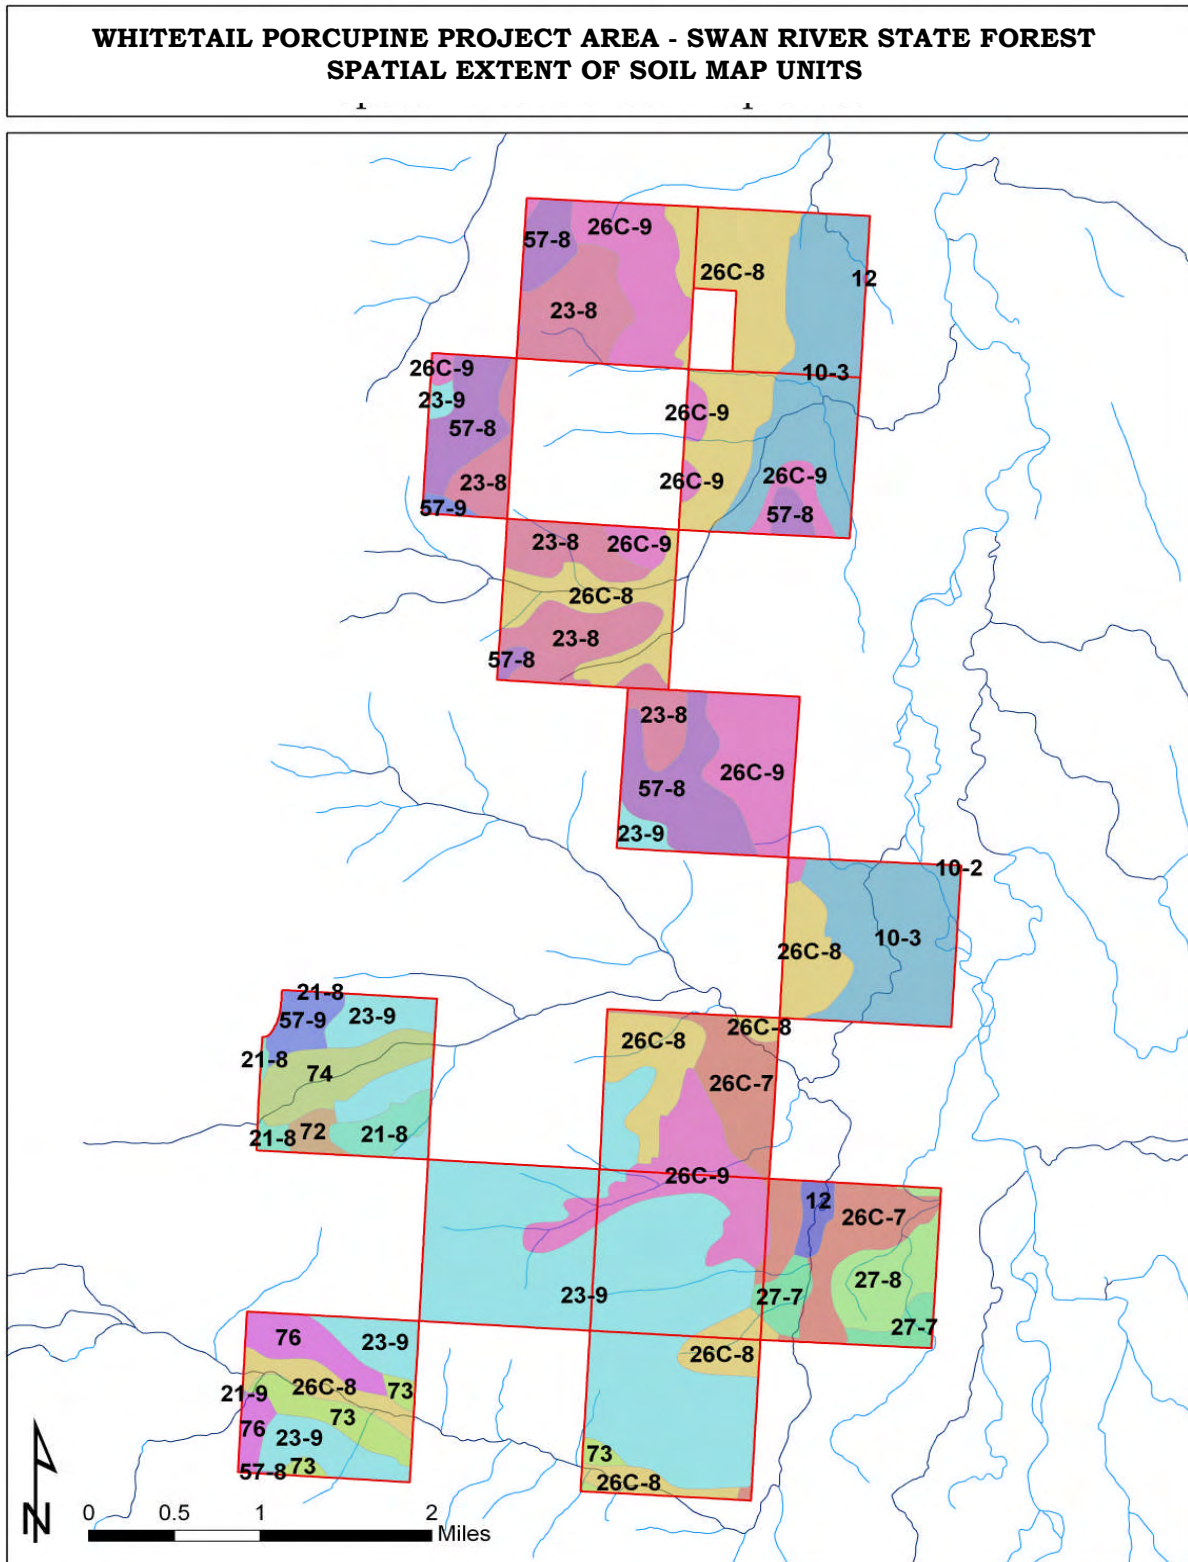 WHITETAIL PORCUPINE PROJECT AREA - SWAN RIVER STATE FOREST
SPATIAL EXTENT OF SOIL MAP UNITS
57-8
26C-9
26C-8
12
23-8
26C-9
10-3
23-9
26C-9
57-8
26C-9
26C-9
23-8
57-9
57-8
23-8
26C-9
26C-8
23-8
57-8
23-8
26C-9
57-8
23-9
10-2
10-3
26C-8
21-8
57-9
23-9
26C-8
26C-8
21-8
74
26C-7
21-8
72
21-8
26C-9
12
26C-7
27-8
23-9
27-7
27-7
76
23-9
26C-8
26C-8
73
21-9
73
76
23-9
73
57-8
73
26C-8
N
0
0.5
1
2
Miles